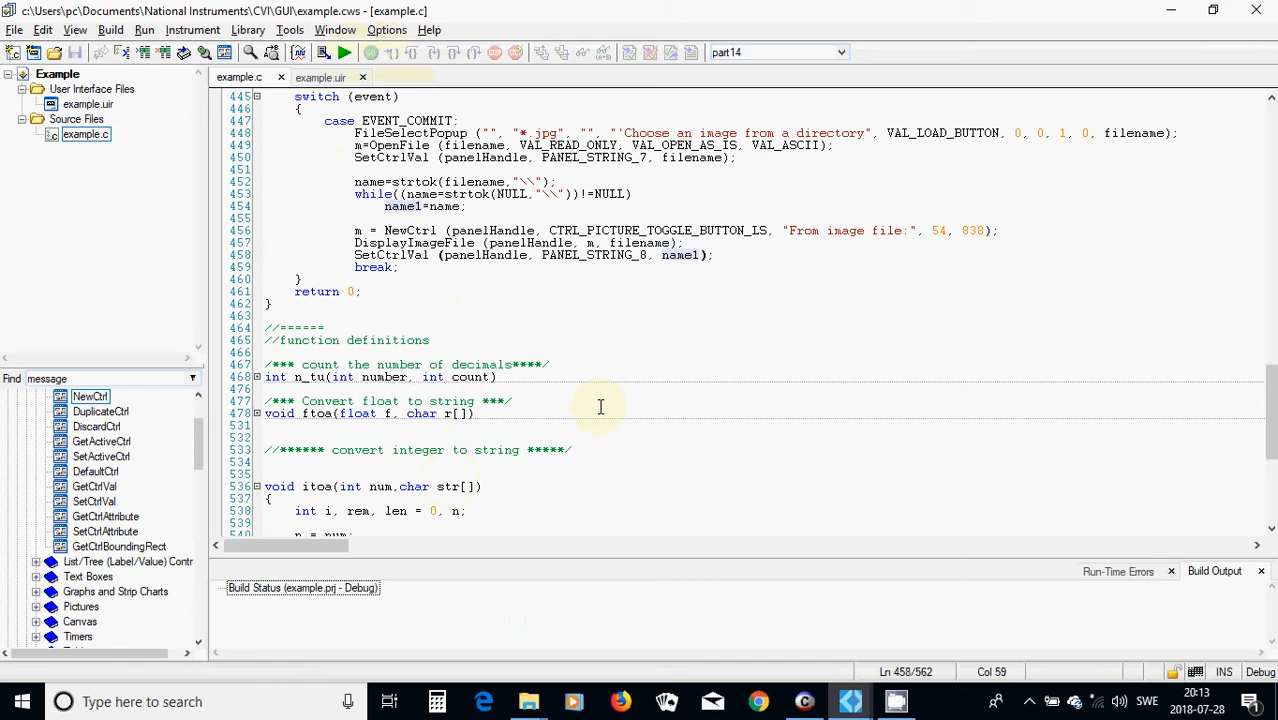 c:\Users\pc\Documents\National Instruments\CVI\GUI\example.cws - [example.c]
File Edit View Build Run Instrument Library Tools Window Options Help
part14
Example
User Interface Files
example.uir
Source Files
example.c
example.c example.uir
445 switch (event)
446 {
447 case EVENT_COMMIT:
448 FileSelectPopup ("", "*.jpg", "", "'Choose an image from a directory", VAL_LOAD_BUTTON, 0, 0, 1, 0, filename);
449 m=OpenFile (filename, VAL_READ_ONLY, VAL_OPEN_AS_IS, VAL_ASCII);
450 SetCtrlVal (panelHandle, PANEL_STRING_7, filename);
451
452 name=strtok(filename,"\\");
453 while((name=strtok(NULL,"\\"))!=NULL)
454 name1=name;
455
456 m = NewCtrl (panelHandle, CTRL_PICTURE_TOGGLE_BUTTON_LS, "From image file:", 54, 838);
457 DisplayImageFile (panelHandle, m, filename);
458 SetCtrlVal (panelHandle, PANEL_STRING_8, name1);
459 break;
460 }
461 return 0;
462 }
463
464 //======
465 //function definitions
466
467 /*** count the number of decimals****/
468 int n_tu(int number, int count)
476
477 /*** Convert float to string ***/
478 void ftoa(float f, char r[])
531
532
533 //****** convert integer to string *****/
534
535
536 void itoa(int num,char str[])
537 {
538 int i, rem, len = 0, n;
539
540 n = num;
Find message
NewCtrl
DuplicateCtrl
DiscardCtrl
GetActiveCtrl
SetActiveCtrl
DefaultCtrl
GetCtrlVal
SetCtrlVal
GetCtrlAttribute
SetCtrlAttribute
GetCtrlBoundingRect
List/Tree (Label/Value) Contr
Text Boxes
Graphs and Strip Charts
Pictures
Canvas
Timers
Run-Time Errors Build Output
Build Status (example.prj - Debug)
Ln 458/562 Col 59 INS Debug
Type here to search
SWE
20:13
2018-07-28